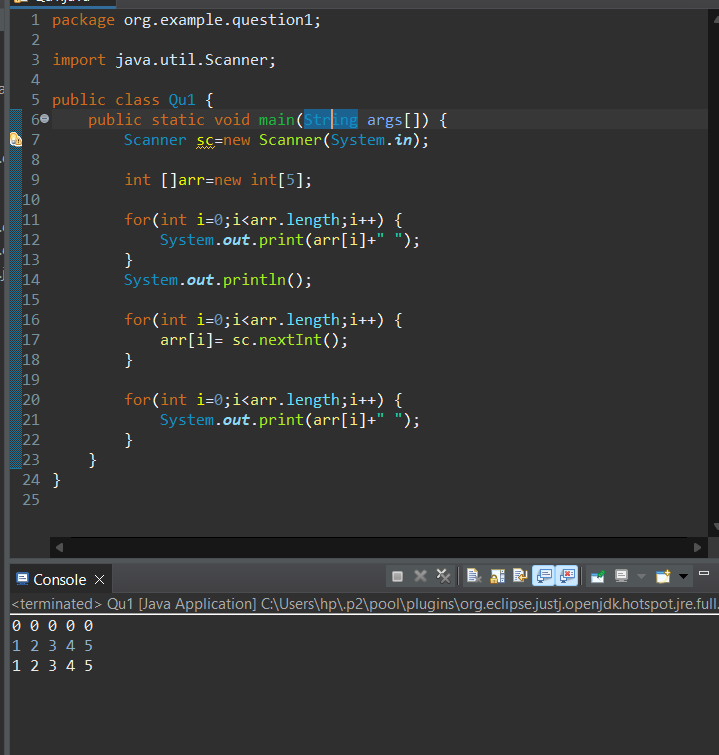 1 package org.example.question1;
2
3 import java.util.Scanner;
4
5 public class Qu1 {
6 public static void main(String args[]) {
7 Scanner sc=new Scanner(System.in);
8
9 int []arr=new int[5];
10
11 for(int i=0;i<arr.length;i++) {
12 System.out.print(arr[i]+" ");
13 }
14 System.out.println();
15
16 for(int i=0;i<arr.length;i++) {
17 arr[i]= sc.nextInt();
18 }
19
20 for(int i=0;i<arr.length;i++) {
21 System.out.print(arr[i]+" ");
22 }
23 }
24 }
25
Console
<terminated> Qu1 [Java Application] C:\Users\hp\.p2\pool\plugins\org.eclipse.justj.openjdk.hotspot.jre.full.
0 0 0 0 0
1 2 3 4 5
1 2 3 4 5